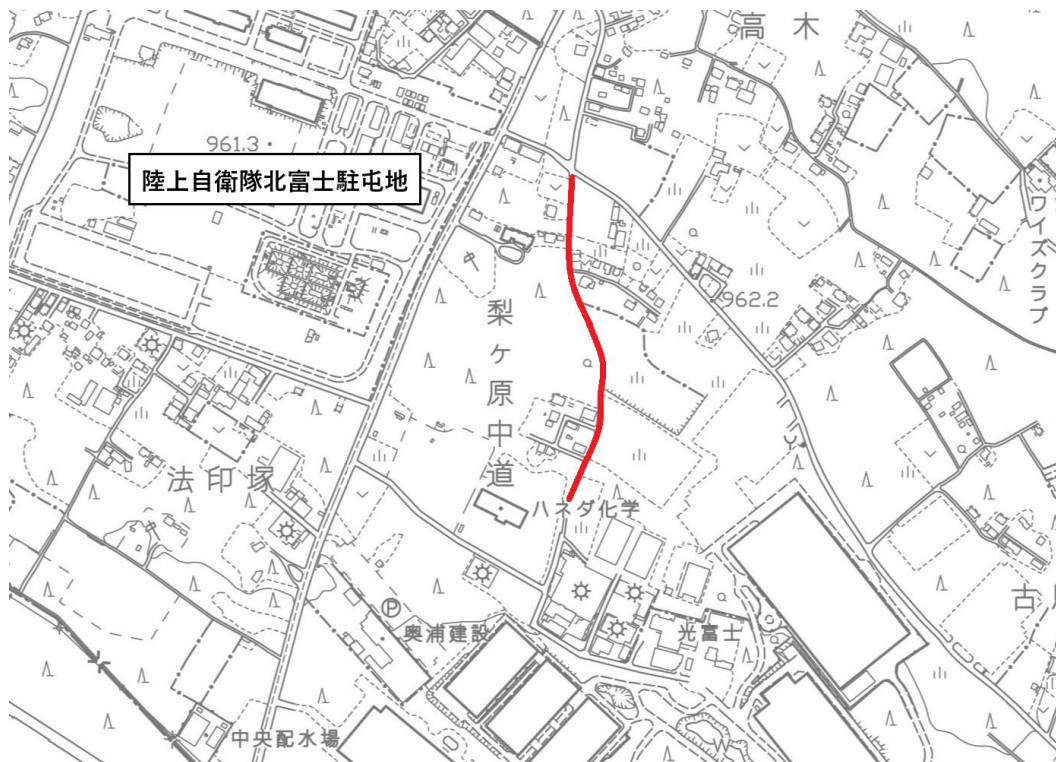 高木
961.3
陸上自衛隊北富士駐屯地
ワイズクラブ
962.2
梨ヶ原中道
法印塚
ハスダ化学
古
P
奥浦建設
光富士
中央配水場
W